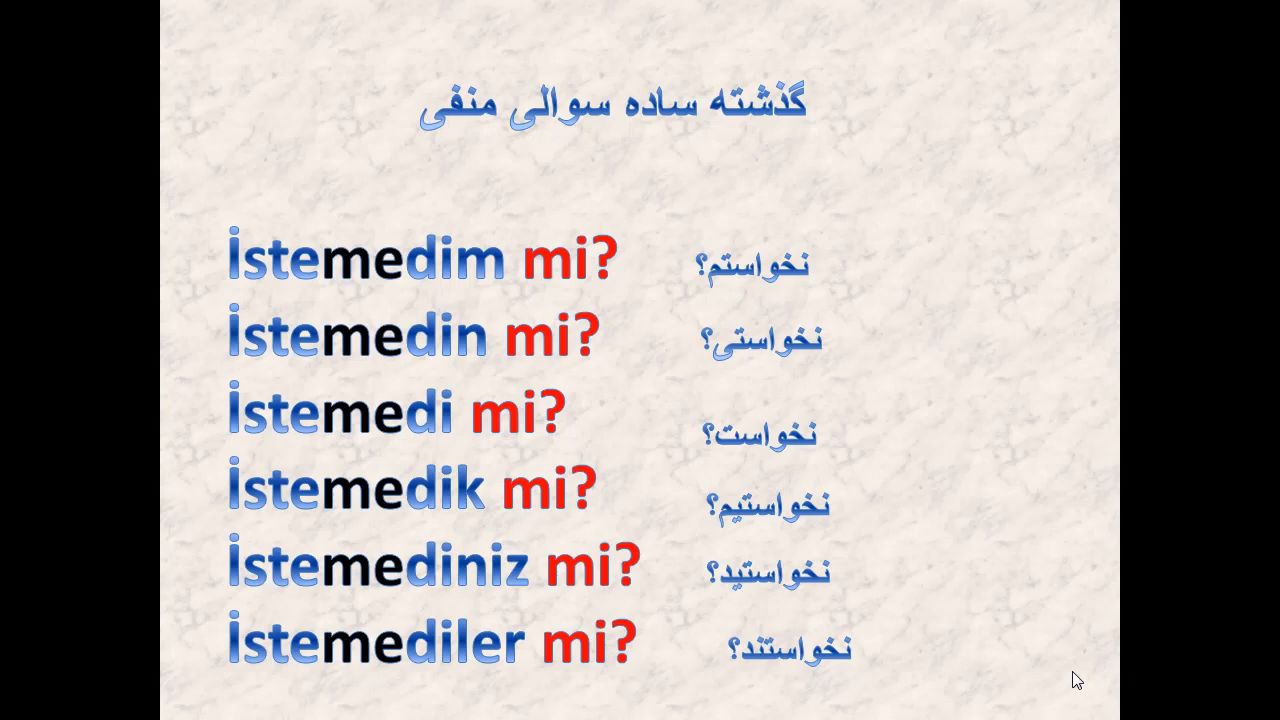 گذشته ساده سوالی منفی
İstemedim mi? نخواستم؟
İstemedin mi? نخواستی؟
İstemedi mi? نخواست؟
İstemedik mi? نخواستیم؟
İstemediniz mi? نخواستید؟
İstemediler mi? نخواستند؟